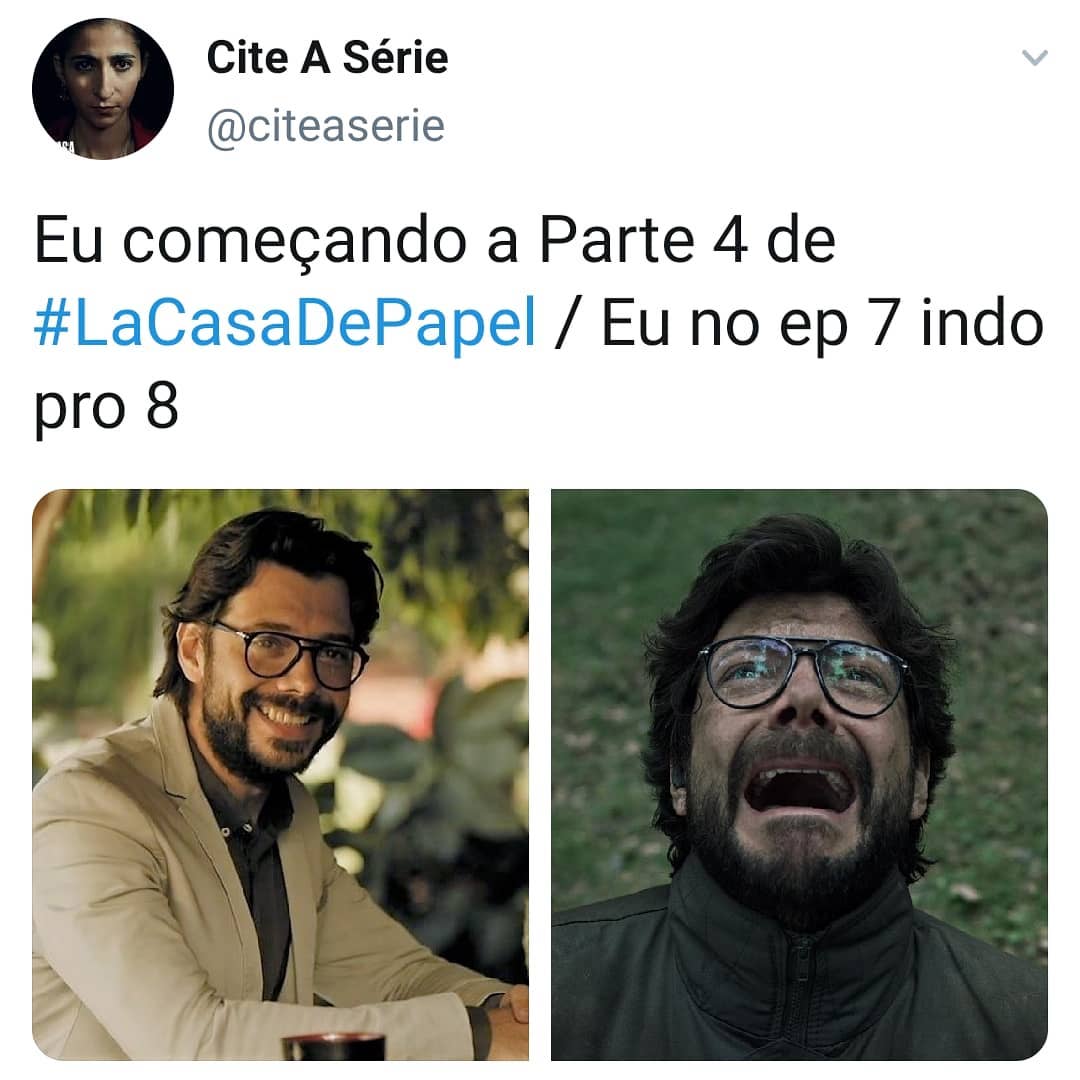 Cite A Série
@citeaserie
Eu começando a Parte 4 de
#LaCasaDePapel / Eu no ep 7 indo
pro 8